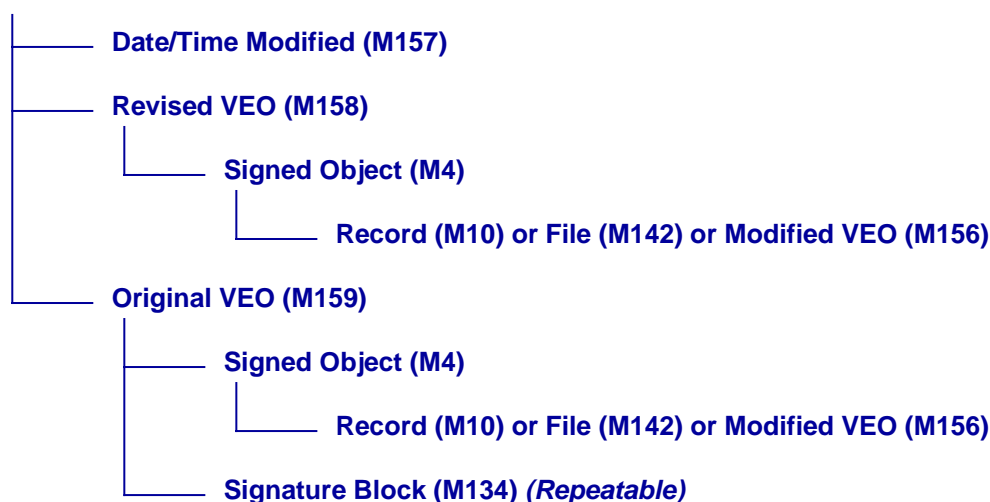 Date/Time Modified (M157)
Revised VEO (M158)
Signed Object (M4)
Record (M10) or File (M142) or Modified VEO (M156)
Original VEO (M159)
Signed Object (M4)
Record (M10) or File (M142) or Modified VEO (M156)
Signature Block (M134) (Repeatable)